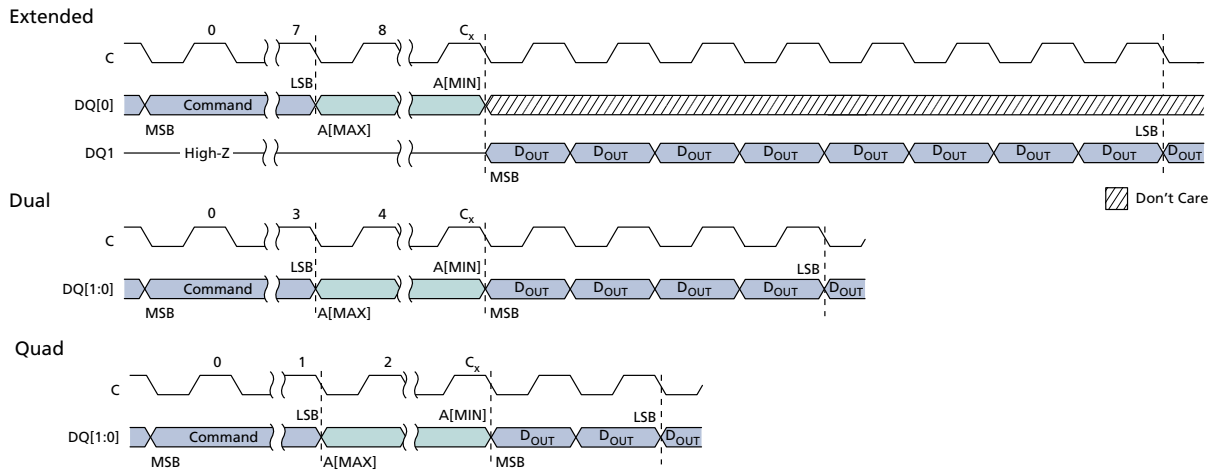 Extended
0 7 8 Cx
C
LSB A[MIN]
DQ[0] Command
MSB A[MAX] LSB
DQ1 High-Z DOUT DOUT DOUT DOUT DOUT DOUT DOUT DOUT DOUT
MSB
Don't Care
Dual
0 3 4 Cx
C
LSB A[MIN] LSB
DQ[1:0] Command DOUT DOUT DOUT DOUT DOUT
MSB A[MAX] MSB
Quad
0 1 2 Cx
C
LSB A[MIN] LSB
DQ[1:0] Command DOUT DOUT DOUT
MSB A[MAX] MSB